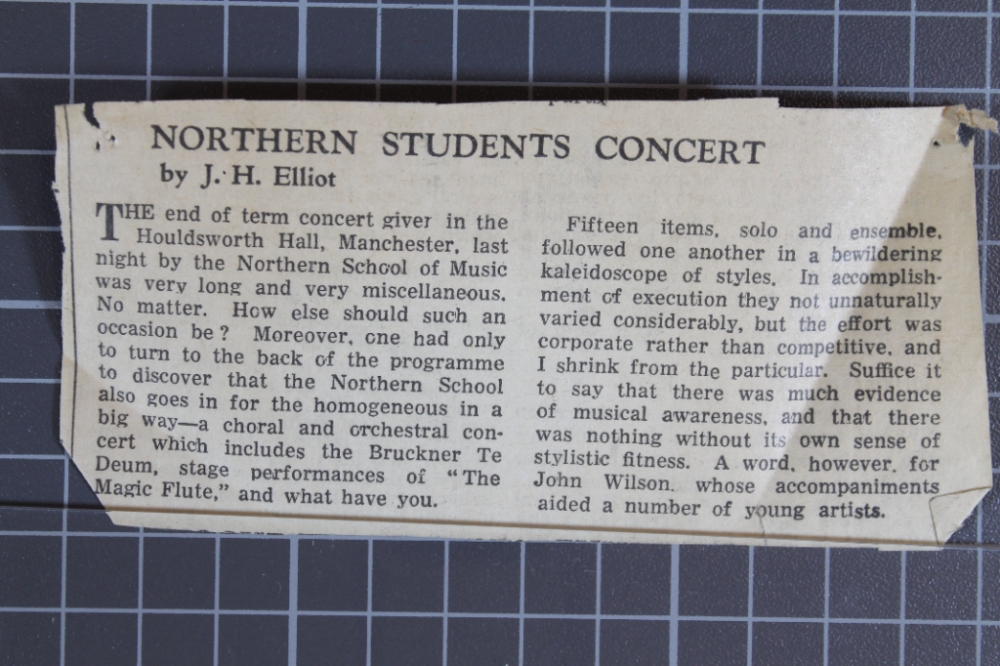 NORTHERN STUDENTS CONCERT
by J. H. Elliot
THE end of term concert giver in the
Houldsworth Hall, Manchester, last
night by the Northern School of Music
was very long and very miscellaneous.
No matter. How else should such an
occasion be? Moreover, one had only
to turn to the back of the programme
to discover that the Northern School
also goes in for the homogeneous in a
big way—a choral and orchestral con-
cert which includes the Bruckner Te
Deum, stage performances of "The
Magic Flute," and what have you.
Fifteen items, solo and ensemble,
followed one another in a bewildering
kaleidoscope of styles. In accomplish-
ment of execution they not unnaturally
varied considerably, but the effort was
corporate rather than competitive, and
I shrink from the particular. Suffice it
to say that there was much evidence
of musical awareness, and that there
was nothing without its own sense of
stylistic fitness. A word, however, for
John Wilson, whose accompaniments
aided a number of young artists.